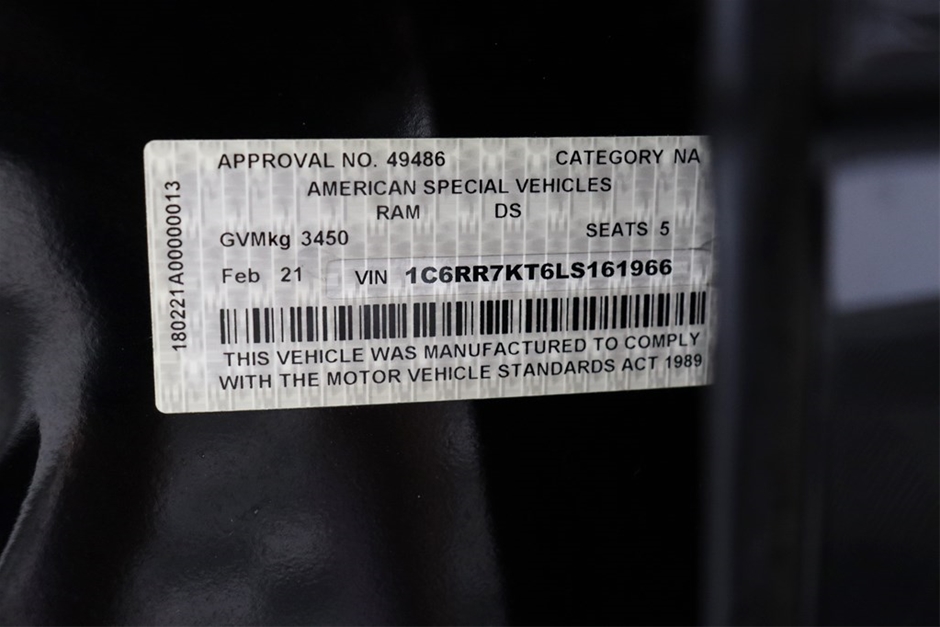 APPROVAL NO. 49486 CATEGORY NA
AMERICAN SPECIAL VEHICLES
RAM DS
GVMkg 3450 SEATS 5
Feb 21 VIN 1C6RR7KT6LS161966
THIS VEHICLE WAS MANUFACTURED TO COMPLY
WITH THE MOTOR VEHICLE STANDARDS ACT 1989
180221A00000013